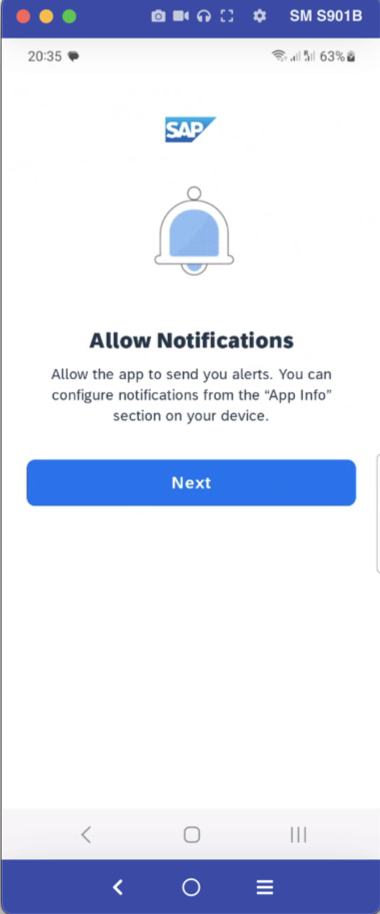 SM S901B
20:35
63%
SAP
Allow Notifications
Allow the app to send you alerts. You can
configure notifications from the “App Info”
section on your device.
Next